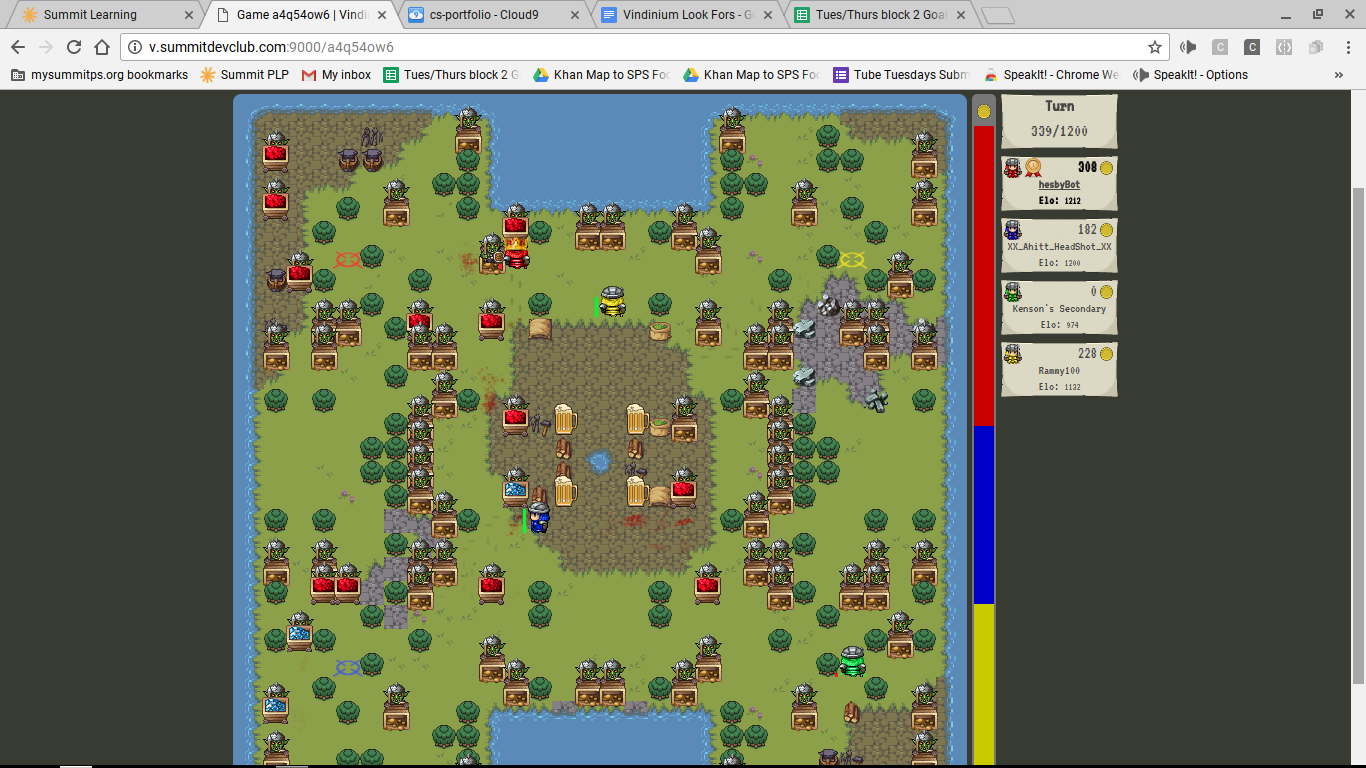 Summit Learning
Game a4q54ow6 | Vindi
cs-portfolio - Cloud9
Vindinium Look Fors - G
Tues/Thurs block 2 Goal
v.summitdevclub.com:9000/a4q54ow6
mysummitps.org bookmarks
Summit PLP
My inbox
Tues/Thurs block 2 G
Khan Map to SPS Foc
Khan Map to SPS Foc
Tube Tuesdays Subm
SpeakIt! - Chrome We
SpeakIt! - Options
»
Turn
339/1200
308
hesbyBot
Elo: 1212
182
XX_Ahitt_HeadShot_XX
Elo: 1200
0
Kenson's Secondary
Elo: 974
228
Rammy100
Elo: 1132